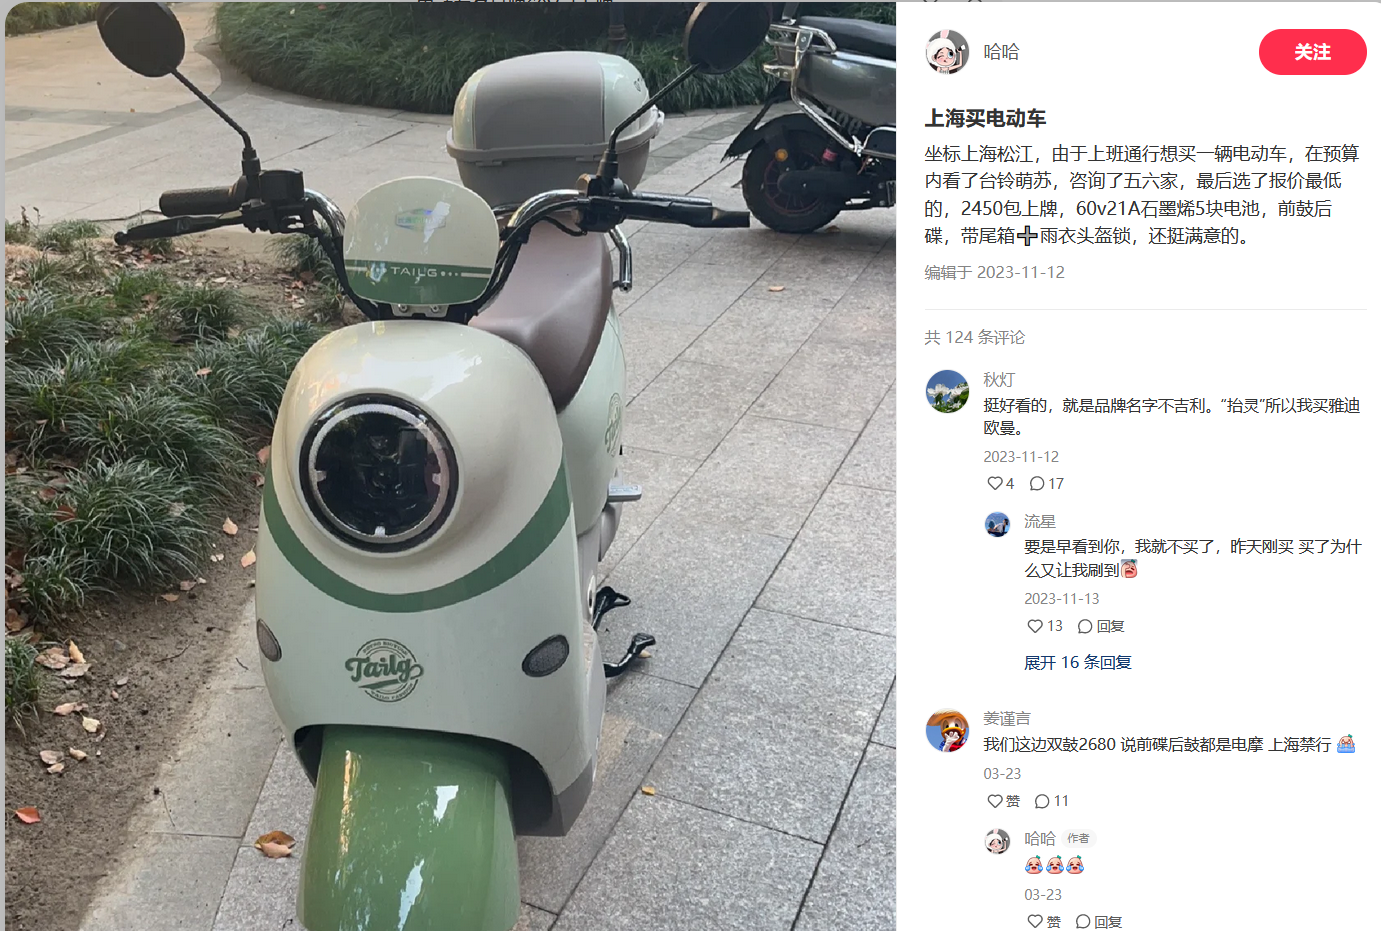 TAILG
Tailg
哈哈
关注
上海买电动车
坐标上海松江，由于上班通行想买一辆电动车，在预算
内看了台铃萌苏，咨询了五六家，最后选了报价最低
的，2450包上牌，60v21A石墨烯5块电池，前鼓后
碟，带尾箱➕雨衣头盔锁，还挺满意的。
编辑于 2023-11-12
共 124 条评论
秋灯
挺好看的，就是品牌名字不吉利。“抬灵”所以我买雅迪
欧曼。
2023-11-12
4 17
流星
要是早看到你，我就不买了，昨天刚买 买了为什
么又让我刷到
2023-11-13
13 回复
展开 16 条回复
姜谨言
我们这边双鼓2680 说前碟后鼓都是电摩 上海禁行
03-23
赞 11
哈哈 作者
03-23
赞 回复